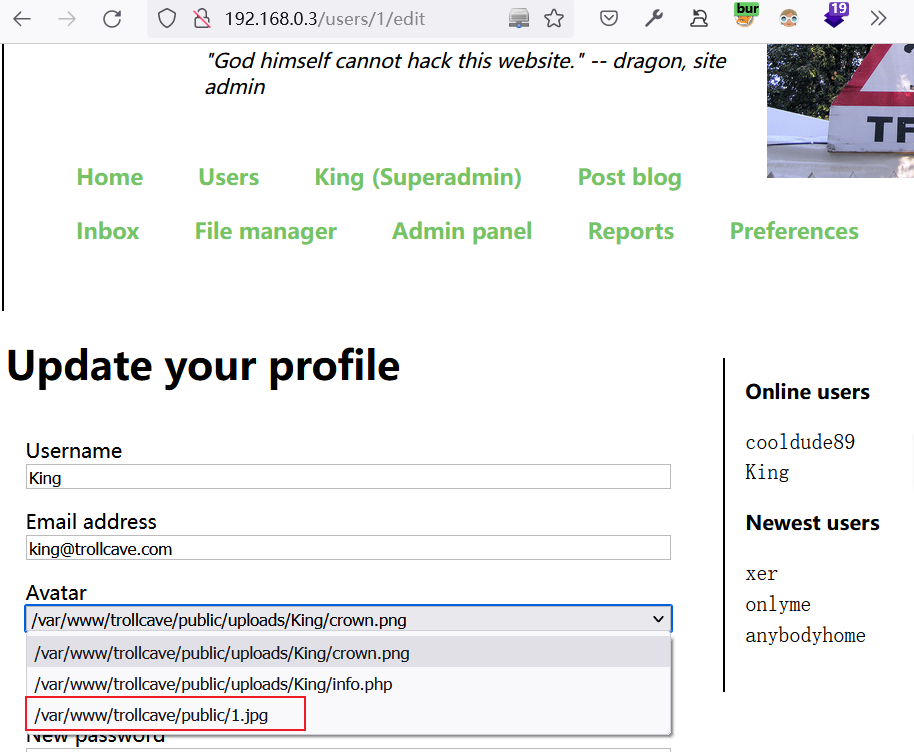 192.168.0.3/users/1/edit
bur
19
"God himself cannot hack this website." -- dragon, site
admin
Home Users King (Superadmin) Post blog
Inbox File manager Admin panel Reports Preferences
Update your profile
Online users
cooldude89
King
Newest users
xer
onlyme
anybodyhome
Username
King
Email address
king@trollcave.com
Avatar
/var/www/trollcave/public/uploads/King/crown.png
/var/www/trollcave/public/uploads/King/crown.png
/var/www/trollcave/public/uploads/King/info.php
/var/www/trollcave/public/1.jpg
New password